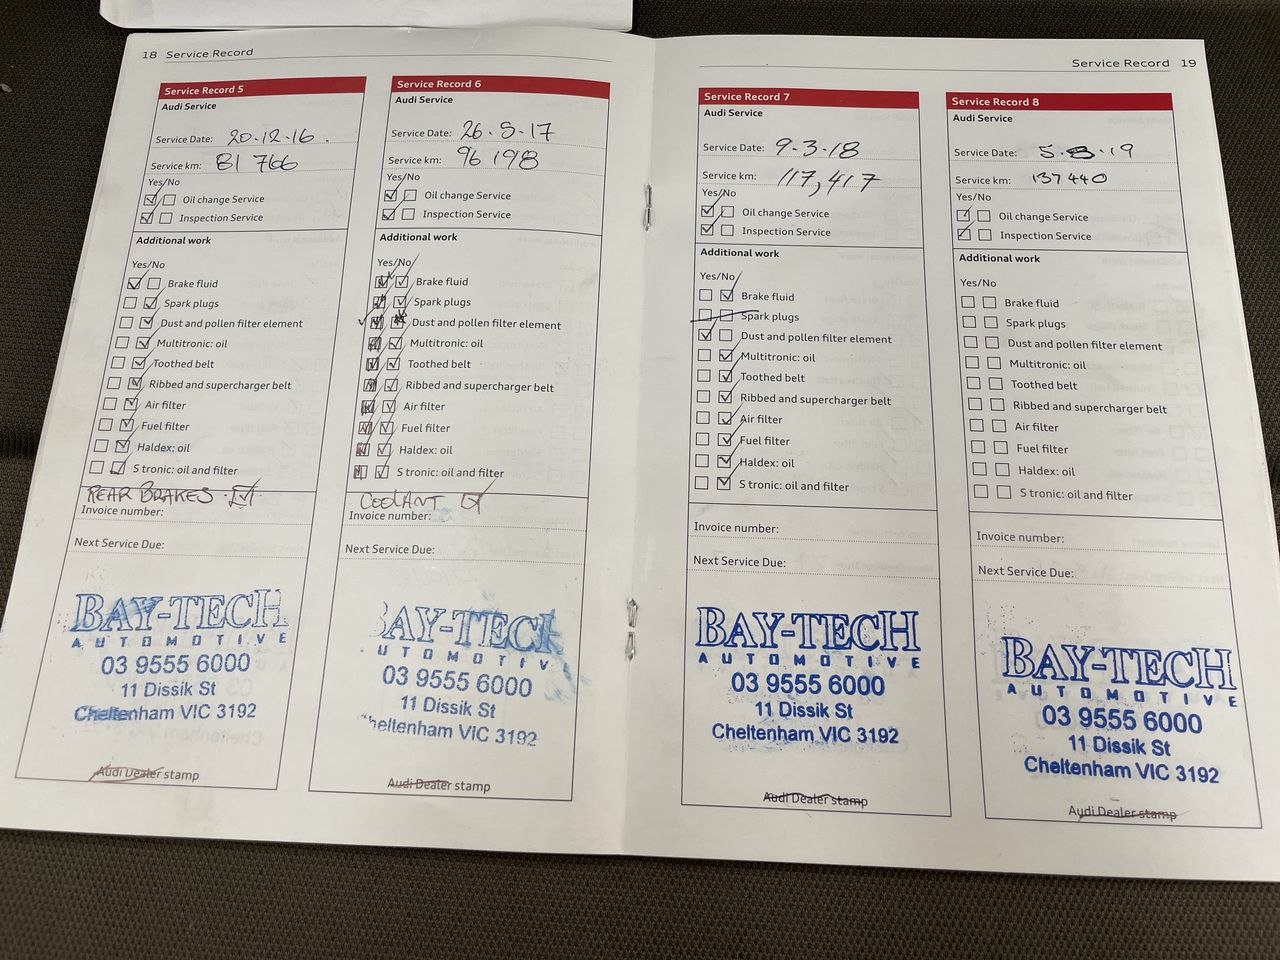 18 Service Record
Service Record 5
Audi Service
Service Date: 20.12.16.
Service km: 81 766
Yes/No
Oil change Service
Inspection Service
Additional work
Yes/No
Brake fluid
Spark plugs
Dust and pollen filter element
Multitronic: oil
Toothed belt
Ribbed and supercharger belt
Air filter
Fuel filter
Haldex: oil
S tronic: oil and filter
REAR BRAKES
Invoice number:
Next Service Due:
BAY-TECH
AUTOMOTIVE
03 9555 6000
11 Dissik St
Cheltenham VIC 3192
Audi Dealer stamp
Service Record 6
Audi Service
Service Date: 26.9.17
Service km: 96 198
Yes/No
Oil change Service
Inspection Service
Additional work
Yes/No
Brake fluid
Spark plugs
Dust and pollen filter element
Multitronic: oil
Toothed belt
Ribbed and supercharger belt
Air filter
Fuel filter
Haldex: oil
S tronic: oil and filter
COOLANT
Invoice number:
Next Service Due:
AY-TECH
UTOMOTIV
03 9555 6000
11 Dissik St
heltenham VIC 3192
Audi Dealer stamp
Service Record 19
Service Record 7
Audi Service
Service Date: 9.3.18
Service km: 117,417
Yes/No
Oil change Service
Inspection Service
Additional work
Yes/No
Brake fluid
Spark plugs
Dust and pollen filter element
Multitronic: oil
Toothed belt
Ribbed and supercharger belt
Air filter
Fuel filter
Haldex: oil
S tronic: oil and filter
Invoice number:
Next Service Due:
BAY-TECH
AUTOMOTIVE
03 9555 6000
11 Dissik St
Cheltenham VIC 3192
Audi Dealer stamp
Service Record 8
Audi Service
Service Date:
Service km: 137440
Yes/No
Oil change Service
Inspection Service
Additional work
Yes/No
Brake fluid
Spark plugs
Dust and pollen filter element
Multitronic: oil
Toothed belt
Ribbed and supercharger belt
Air filter
Fuel filter
Haldex: oil
S tronic: oil and filter
Invoice number:
Next Service Due:
BAY-TECH
AUTOMOTIVE
03 9555 6000
11 Dissik St
Cheltenham VIC 3192
Audi Dealer stamp